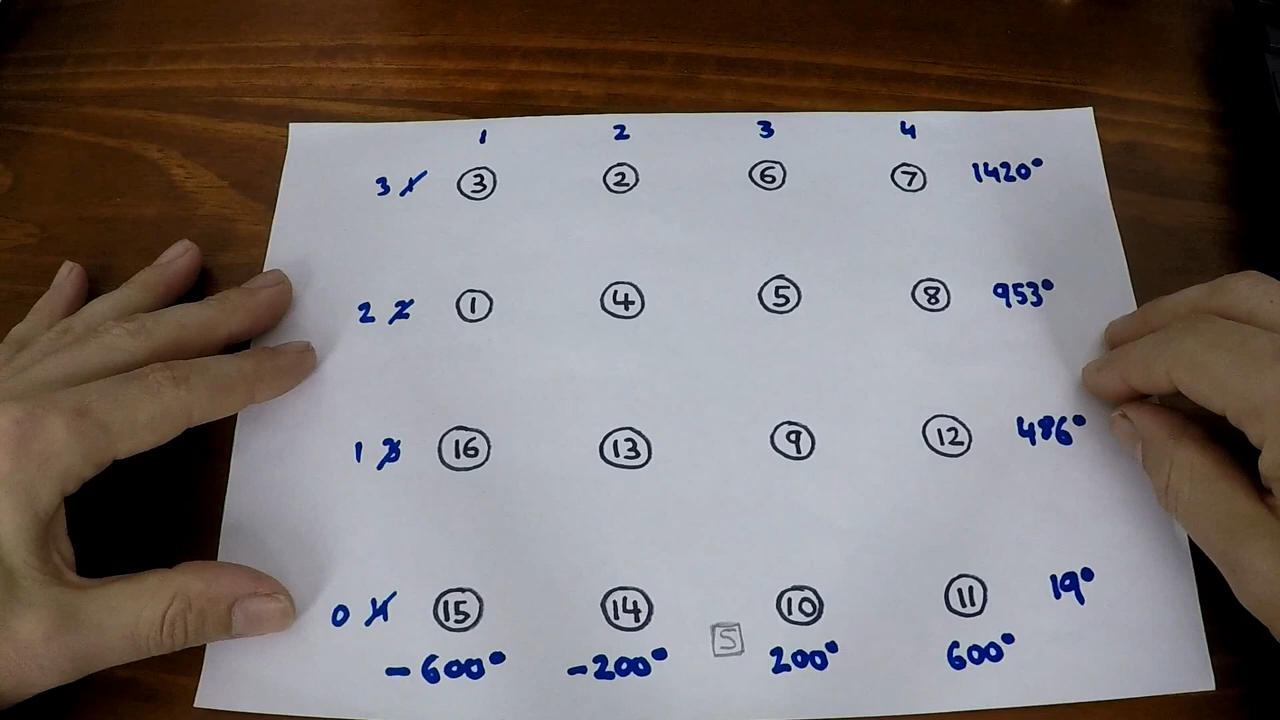 1 2 3 4
3 1 3 2 6 7 1420°
2 2 1 4 5 8 953°
1 3 16 13 9 12 486°
0 4 15 14 10 11 19°
S
-600° -200° 200° 600°